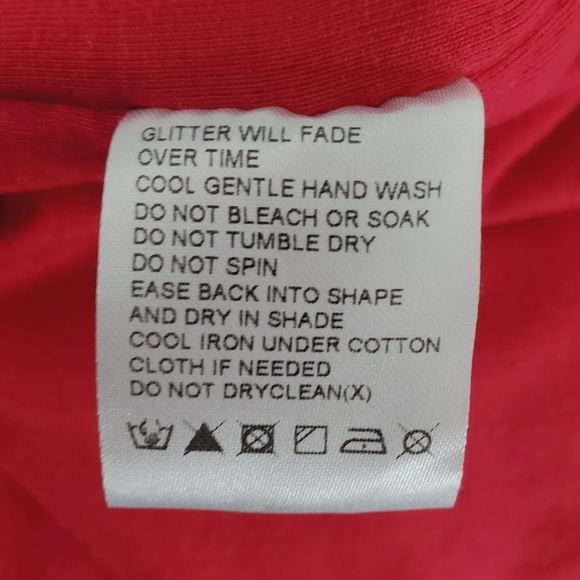 GLITTER WILL FADE
OVER TIME
COOL GENTLE HAND WASH
DO NOT BLEACH OR SOAK
DO NOT TUMBLE DRY
DO NOT SPIN
EASE BACK INTO SHAPE
AND DRY IN SHADE
COOL IRON UNDER COTTON
CLOTH IF NEEDED
DO NOT DRYCLEAN(X)